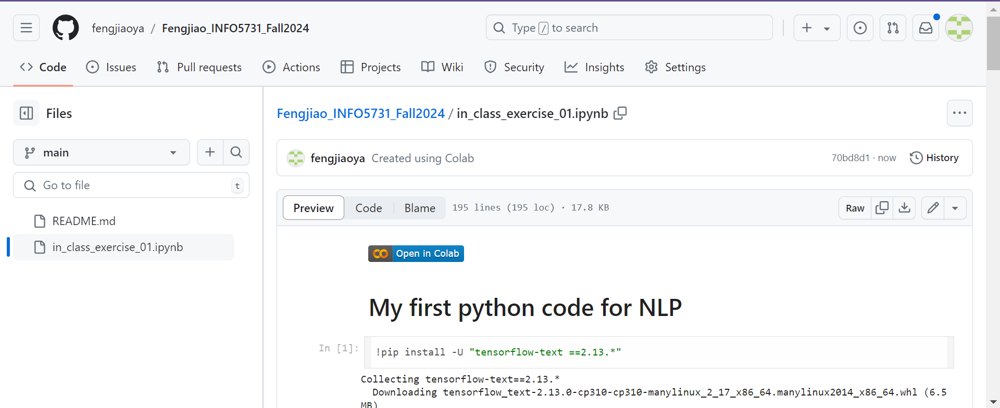 fengjiaoya / Fengjiao_INFO5731_Fall2024
Type / to search
Code Issues Pull requests Actions Projects Wiki Security Insights Settings
Files
main
Go to file t
README.md
in_class_exercise_01.ipynb
Fengjiao_INFO5731_Fall2024 / in_class_exercise_01.ipynb
fengjiaoya Created using Colab 70bd8d1 · now History
Preview Code Blame 195 lines (195 loc) · 17.8 KB Raw
Open in Colab
My first python code for NLP
In [1]: !pip install -U "tensorflow-text ==2.13.*"
Collecting tensorflow-text==2.13.*
Downloading tensorflow_text-2.13.0-cp310-cp310-manylinux_2_17_x86_64.manylinux2014_x86_64.whl (6.5
MB)